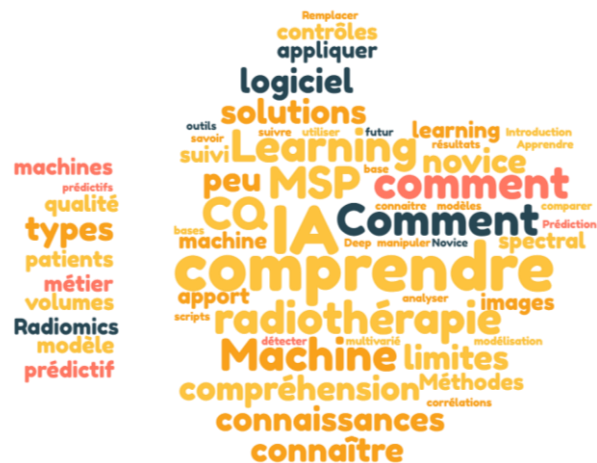 Remplacer
contrôles
appliquer
logiciel
solutions
outils suivre utiliser futur learning Introduction
savoir résultats Apprendre
suivi Learning novice
machines peu MSP base comment
prédictifs
qualité CQ IA connaître modèles comparer
types bases Comment Prédiction
machine Deep manipuler Novice spectral
patients comprendre
métier apport analyser images
volumes scripts radiothérapie
Radiomics détecter multivarié modélisation
modèle Machine limites
prédictif compréhension Méthodes
corrélations
connaissances
connaître